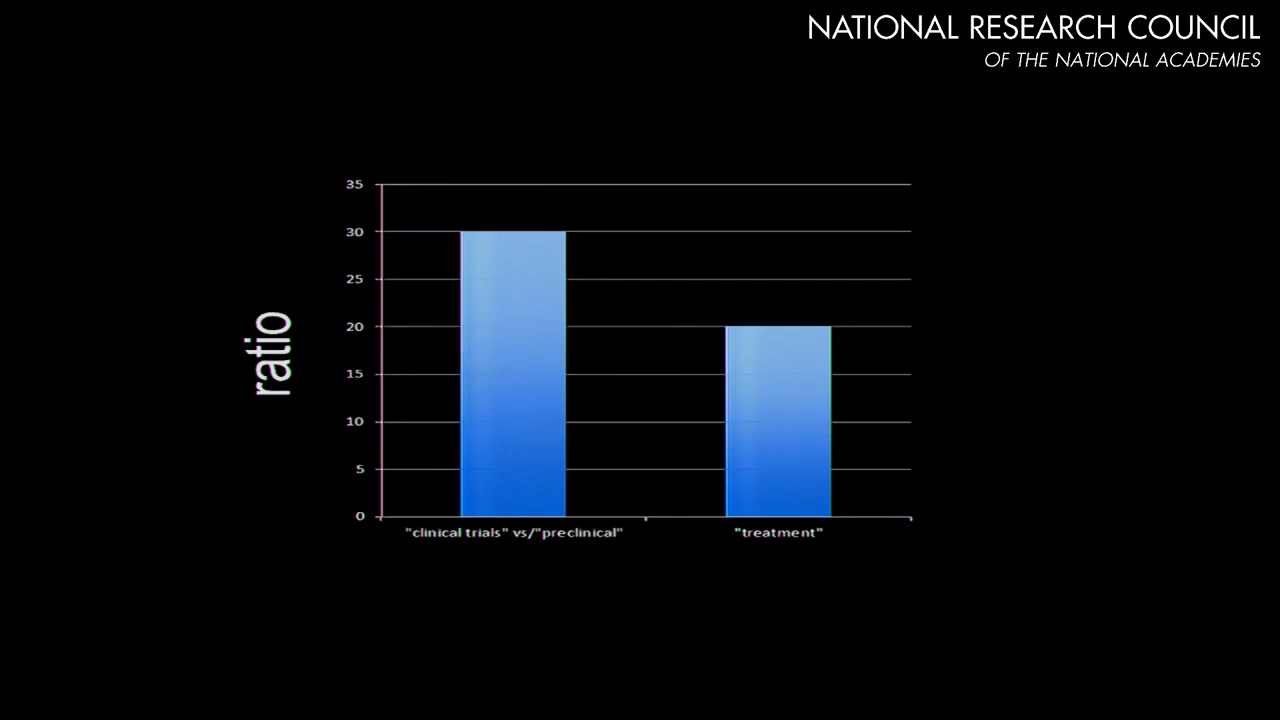 NATIONAL RESEARCH COUNCIL
OF THE NATIONAL ACADEMIES
35
30
25
20
15
10
5
0
ratio
"clinical trials" vs/"preclinical"
"treatment"